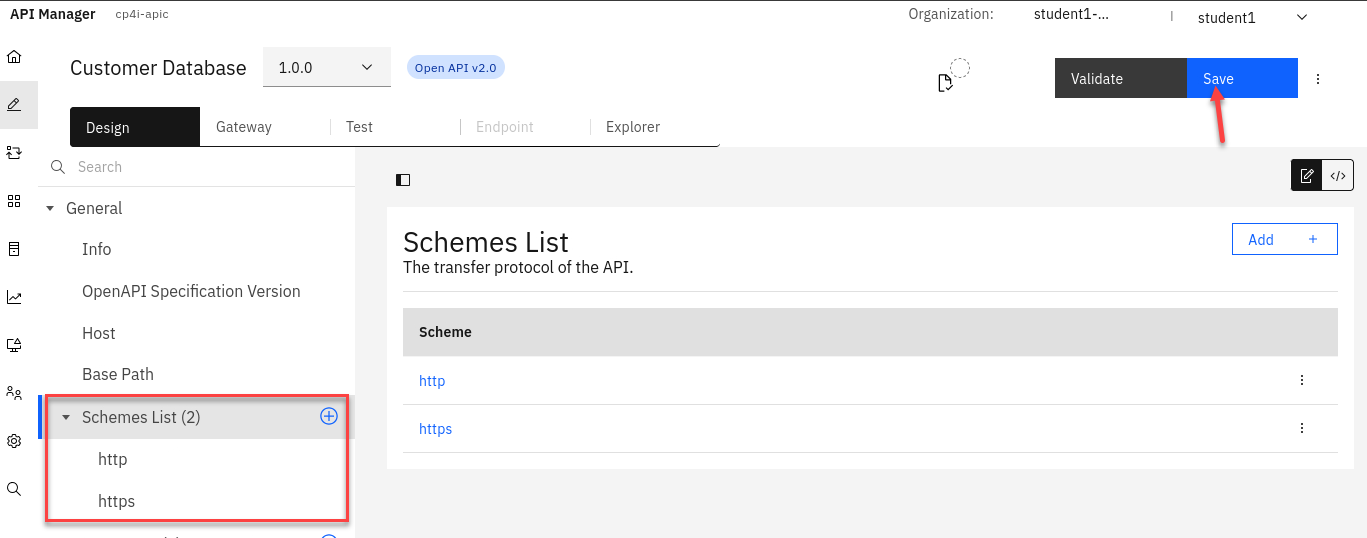 API Manager cp4i-apic Organization: student1-... student1
Customer Database 1.0.0 Open API v2.0 Validate Save
Design Gateway Test Endpoint Explorer
Search
General
Info
OpenAPI Specification Version
Host
Base Path
Schemes List (2)
http
https
</>
Schemes List Add +
The transfer protocol of the API.
Scheme
http
https